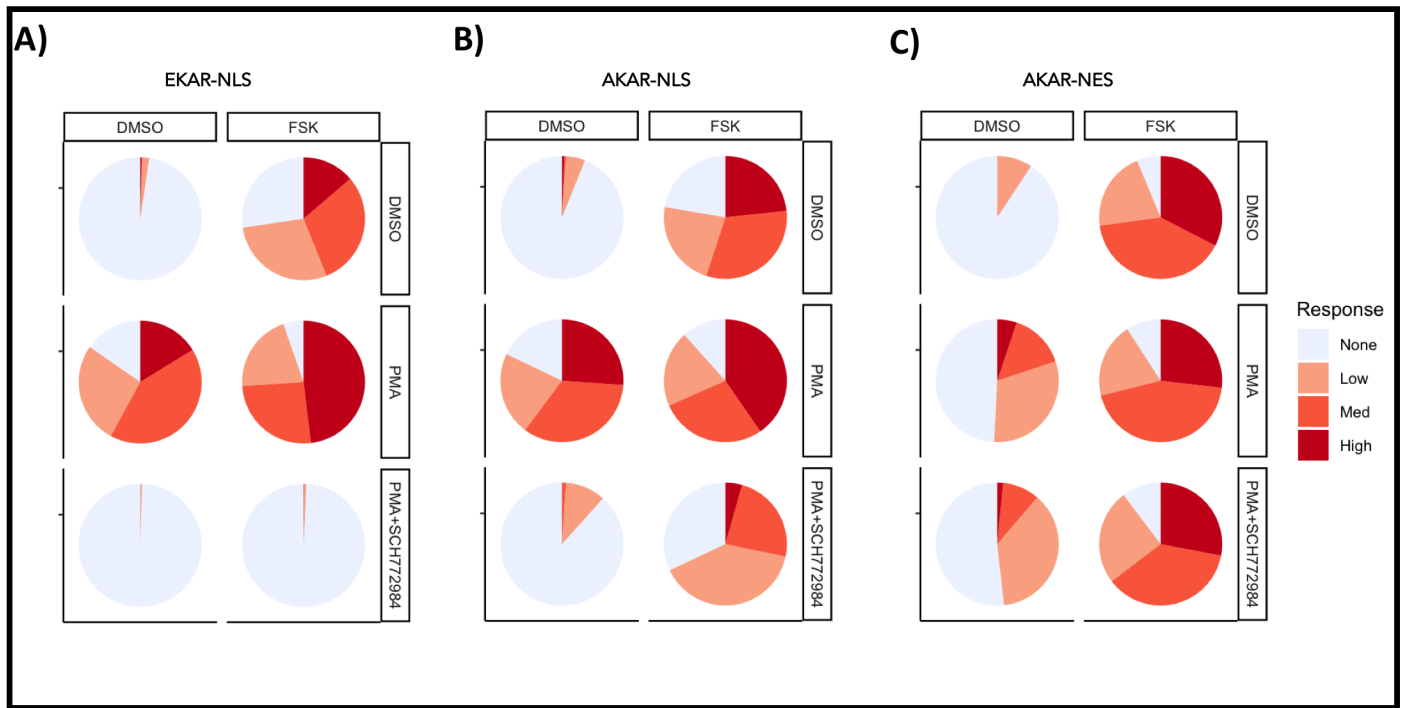 A)
B)
C)
EKAR-NLS
AKAR-NLS
AKAR-NES
DMSO
FSK
DMSO
FSK
DMSO
FSK
DMSO
DMSO
DMSO
PMA
PMA
PMA
PMA+SCH772984
PMA+SCH772984
PMA+SCH772984
Response
None
Low
Med
High